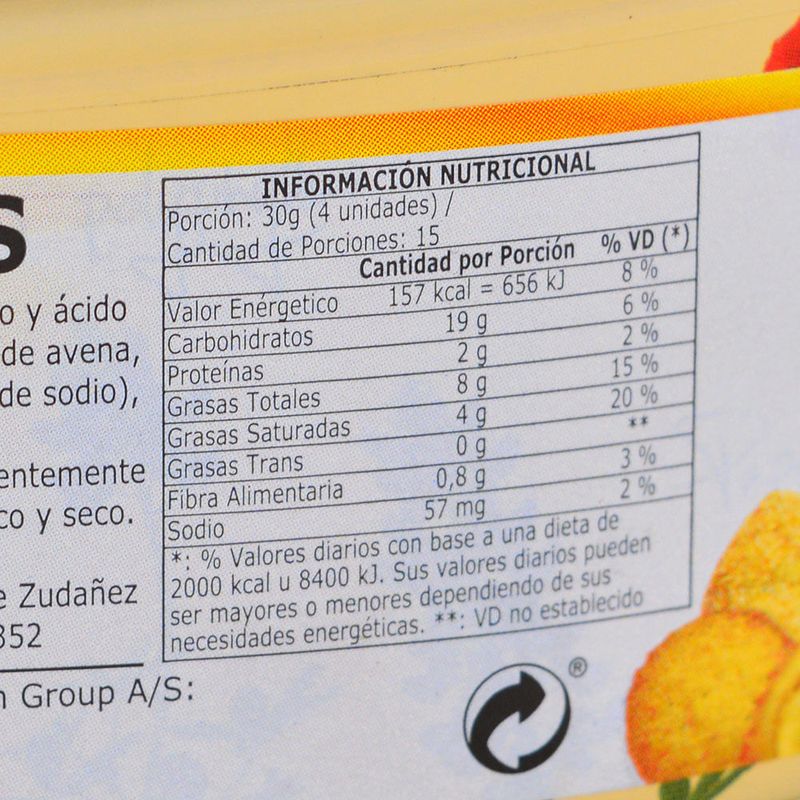 S
o y ácido
de avena,
de sodio),
entemente
co y seco.
e Zudañez
352
n Group A/S:
INFORMACIÓN NUTRICIONAL
Porción: 30g (4 unidades) /
Cantidad de Porciones: 15
Cantidad por Porción % VD (*)
Valor Enérgetico 157 kcal = 656 kJ 8 %
Carbohidratos 19 g 6 %
Proteínas 2 g 2 %
Grasas Totales 8 g 15 %
Grasas Saturadas 4 g 20 %
Grasas Trans 0 g **
Fibra Alimentaria 0,8 g 3 %
Sodio 57 mg 2 %
*: % Valores diarios con base a una dieta de
2000 kcal u 8400 kJ. Sus valores diarios pueden
ser mayores o menores dependiendo de sus
necesidades energéticas. **: VD no establecido
®